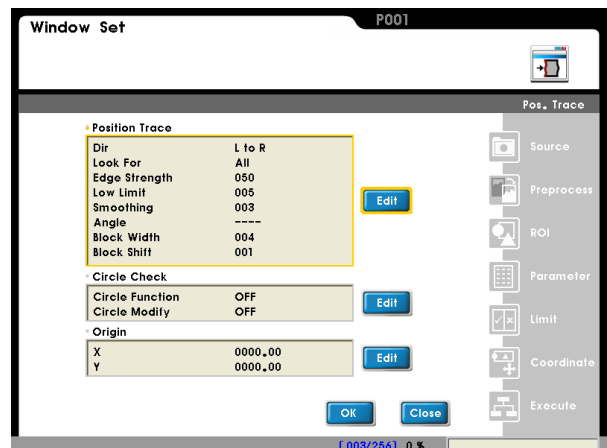 Window Set
P001
Pos. Trace
Position Trace
Dir L to R
Look For All
Edge Strength 050
Low Limit 005
Smoothing 003
Angle ----
Block Width 004
Block Shift 001
Edit
Circle Check
Circle Function OFF
Circle Modify OFF
Edit
Origin
X 0000.00
Y 0000.00
Edit
OK
Close
Source
Preprocess
ROI
Parameter
Limit
Coordinate
Execute
[003/256] 0 %